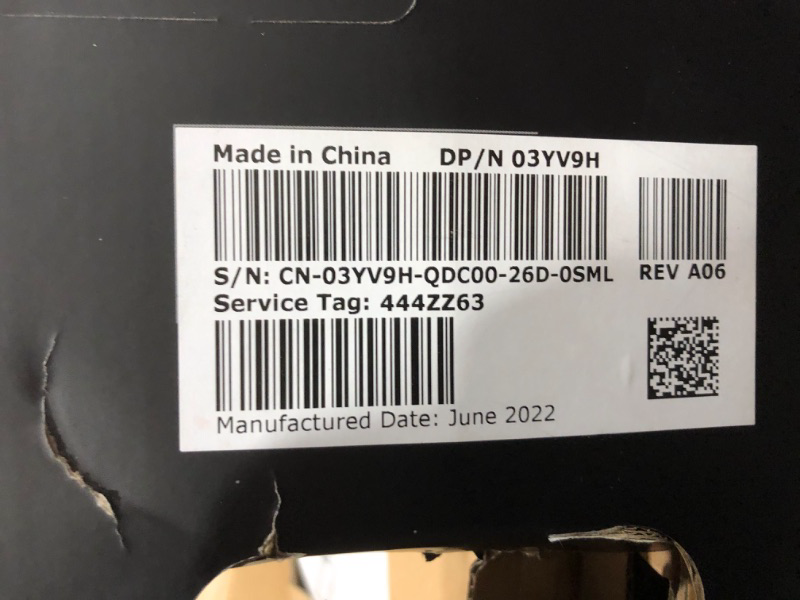 Made in China DP/N 03YV9H
S/N: CN-03YV9H-QDC00-26D-0SML REV A06
Service Tag: 444ZZ63
Manufactured Date: June 2022